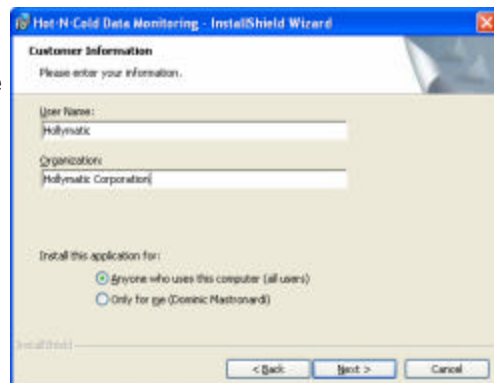 Hot-N-Cold Data Monitoring - InstallShield Wizard
Customer Information
Please enter your information.
e
User Name:
Hollymatic
Organization:
Hollymatic Corporation
Install this application for:
Anyone who uses this computer (all users)
Only for me (Dominic Mastronardi)
InstallShield
< Back
Next >
Cancel